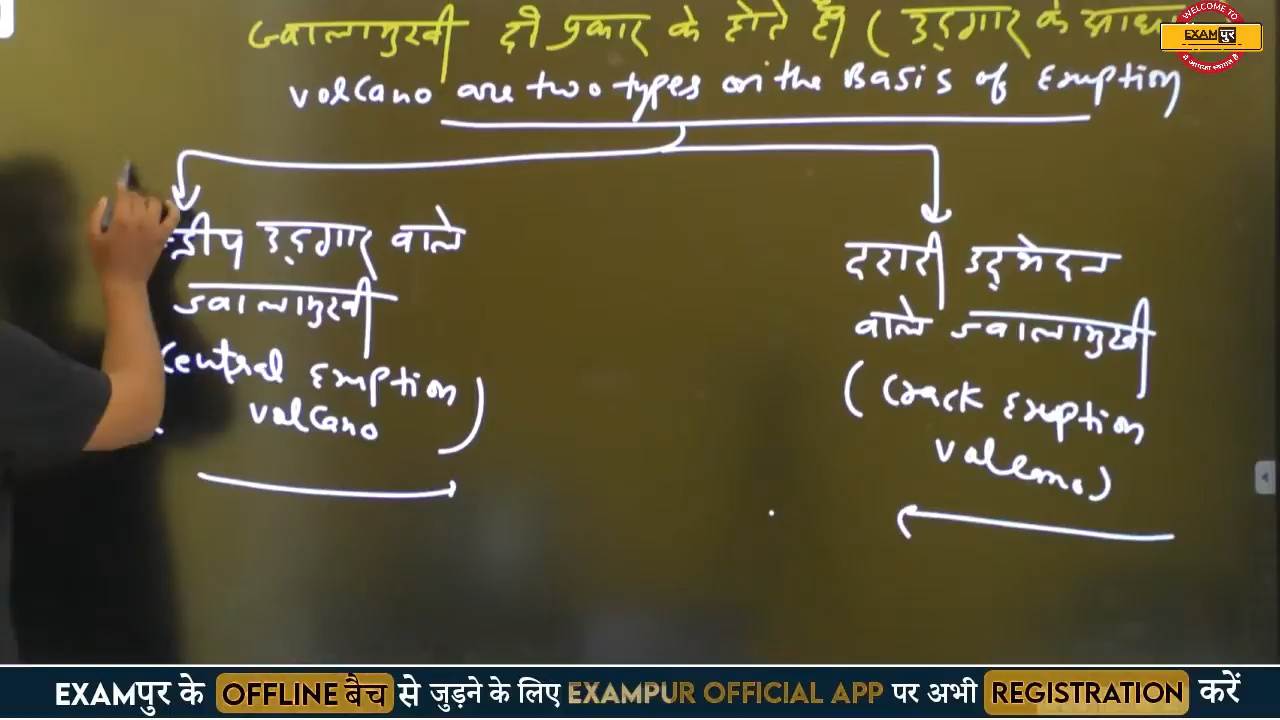 WELCOME TO
EXAMपुर
ज्वालामुखी दो प्रकार के होते हैं ( उद्गार के आधा
volcano are two types on the Basis of Eruption
उद्गार वाले
ज्वालामुखी
Central Eruption
volcano )
दरारी उद्भेदन
वाले ज्वालामुखी
( Crack Eruption
volcano )
EXAMपुर के OFFLINE बैच से जुड़ने के लिए EXAMPUR OFFICIAL APP पर अभी REGISTRATION करें